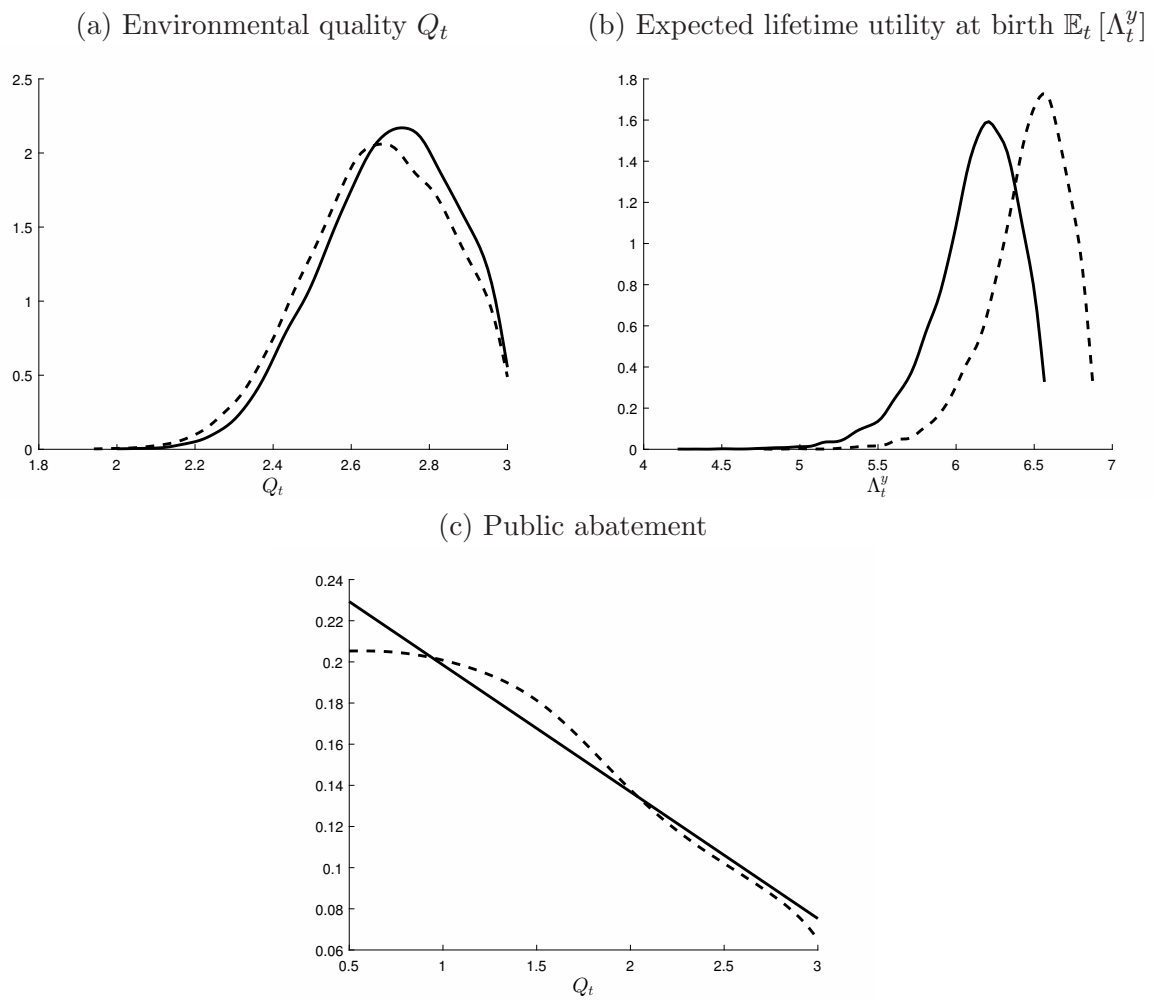 (a) Environmental quality Q_t
(b) Expected lifetime utility at birth 𝔼_t [Λ_t^y]
2.5
2
1.5
1
0.5
0
1.8 2 2.2 2.4 2.6 2.8 3
Q_t
1.8
1.6
1.4
1.2
1
0.8
0.6
0.4
0.2
0
4 4.5 5 5.5 6 6.5 7
Λ_t^y
(c) Public abatement
0.24
0.22
0.2
0.18
0.16
0.14
0.12
0.1
0.08
0.06
0.5 1 1.5 2 2.5 3
Q_t